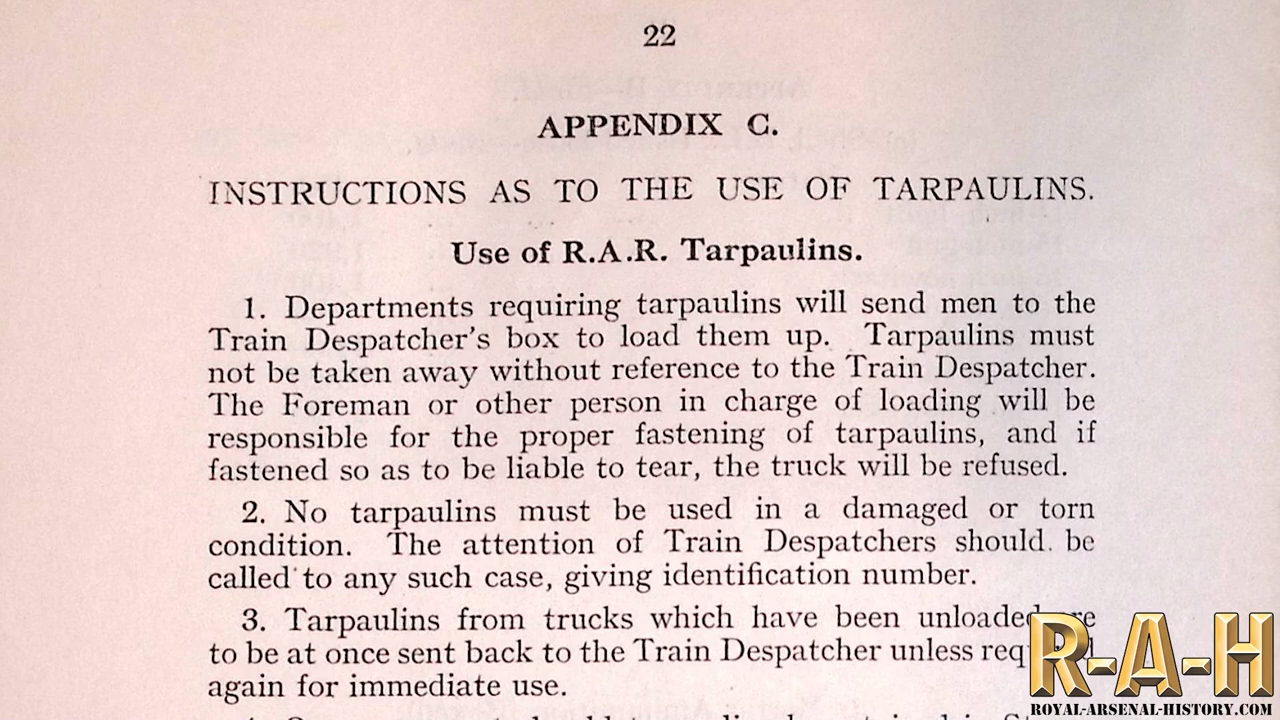 22
APPENDIX C.
INSTRUCTIONS AS TO THE USE OF TARPAULINS.
Use of R.A.R. Tarpaulins.
1. Departments requiring tarpaulins will send men to the
Train Despatcher's box to load them up. Tarpaulins must
not be taken away without reference to the Train Despatcher.
The Foreman or other person in charge of loading will be
responsible for the proper fastening of tarpaulins, and if
fastened so as to be liable to tear, the truck will be refused.
2. No tarpaulins must be used in a damaged or torn
condition. The attention of Train Despatchers should be
called to any such case, giving identification number.
3. Tarpaulins from trucks which have been unloaded
to be at once sent back to the Train Despatcher unless
again for immediate use.
R-A-H
ROYAL-ARSENAL-HISTORY.COM